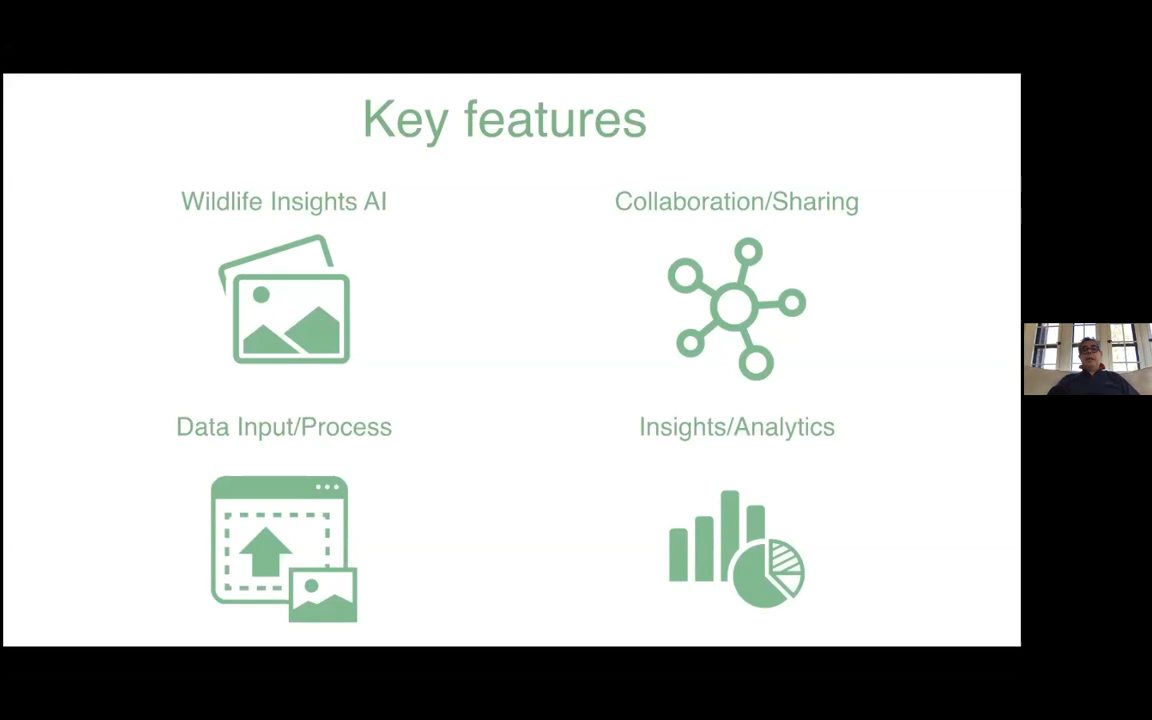 Key features
Wildlife Insights AI
Collaboration/Sharing
Data Input/Process
Insights/Analytics